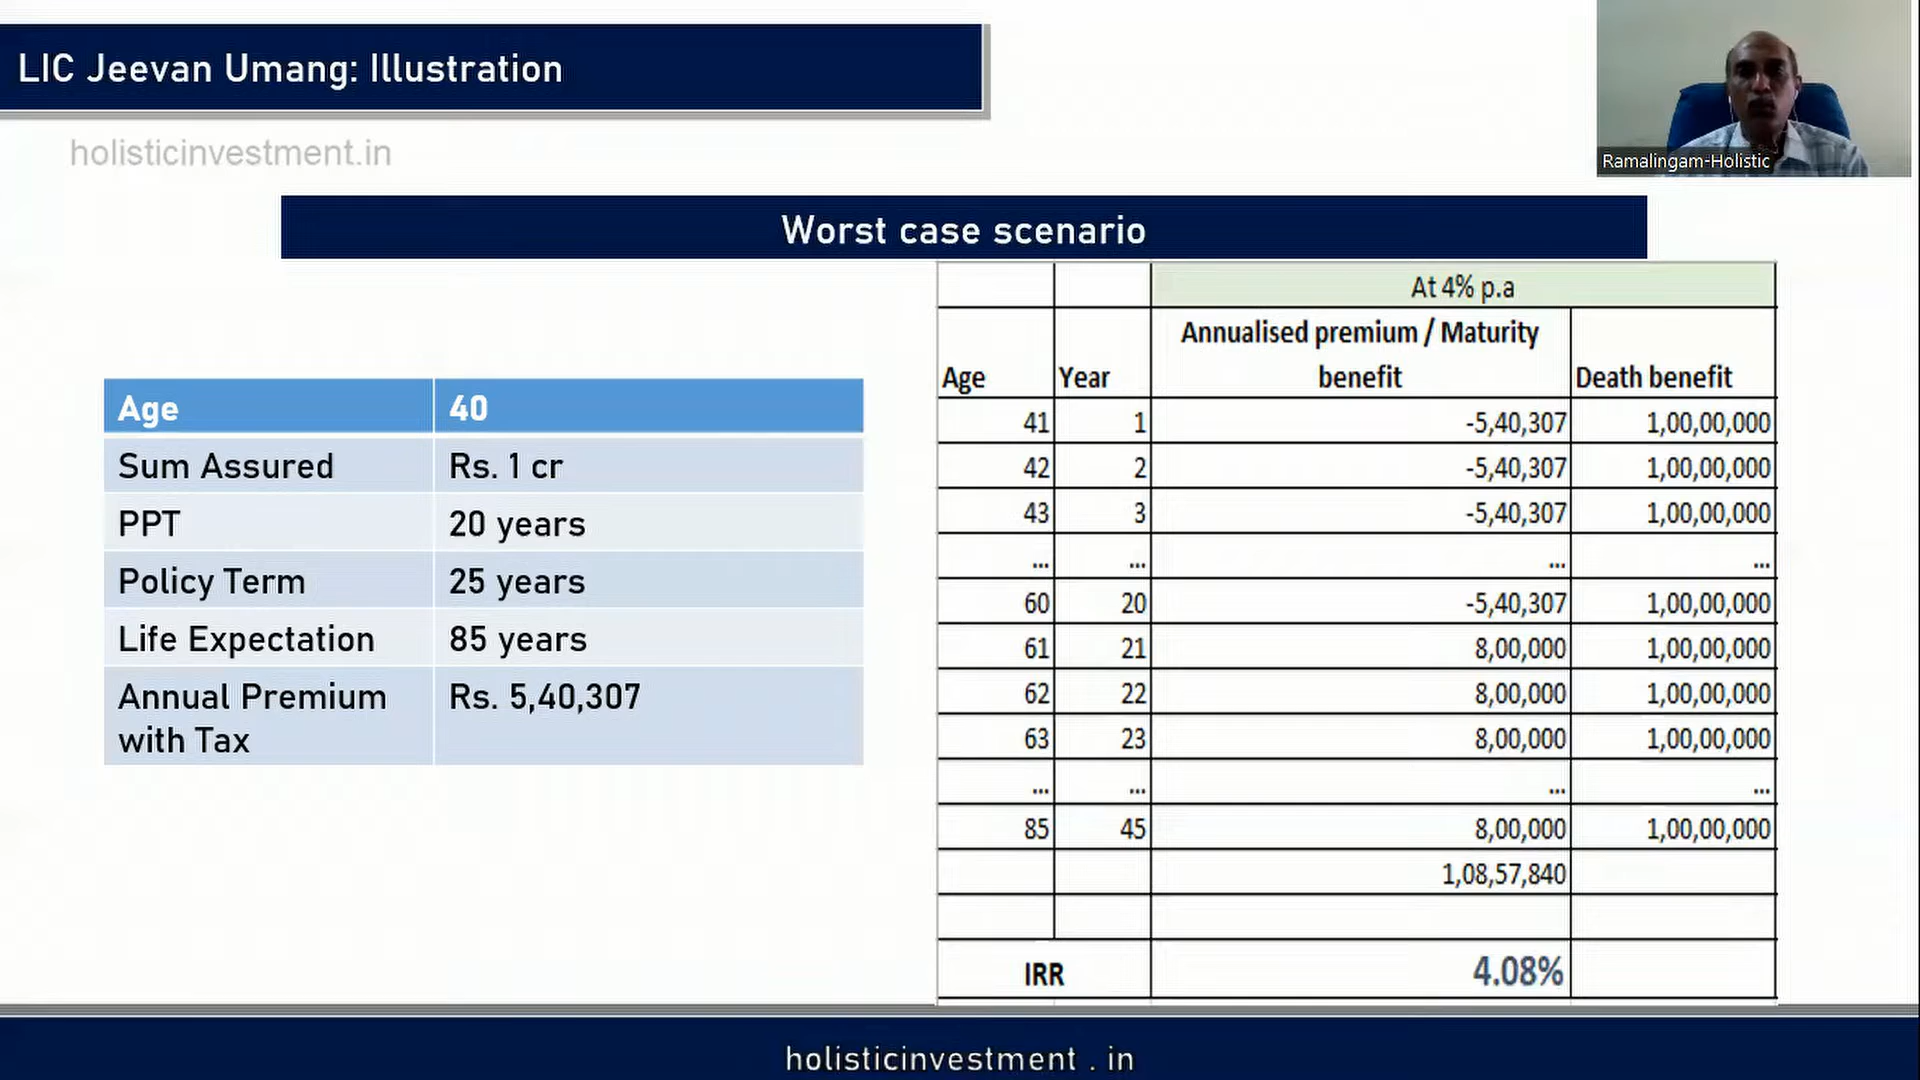 LIC Jeevan Umang: Illustration
holisticinvestment.in
Ramalingam-Holistic
Worst case scenario
Age 40
Sum Assured Rs. 1 cr
PPT 20 years
Policy Term 25 years
Life Expectation 85 years
Annual Premium Rs. 5,40,307
with Tax
At 4% p.a
Annualised premium / Maturity
Age Year benefit Death benefit
41 1 -5,40,307 1,00,00,000
42 2 -5,40,307 1,00,00,000
43 3 -5,40,307 1,00,00,000
... ... ... ...
60 20 -5,40,307 1,00,00,000
61 21 8,00,000 1,00,00,000
62 22 8,00,000 1,00,00,000
63 23 8,00,000 1,00,00,000
... ... ... ...
85 45 8,00,000 1,00,00,000
1,08,57,840
IRR 4.08%
holisticinvestment . in